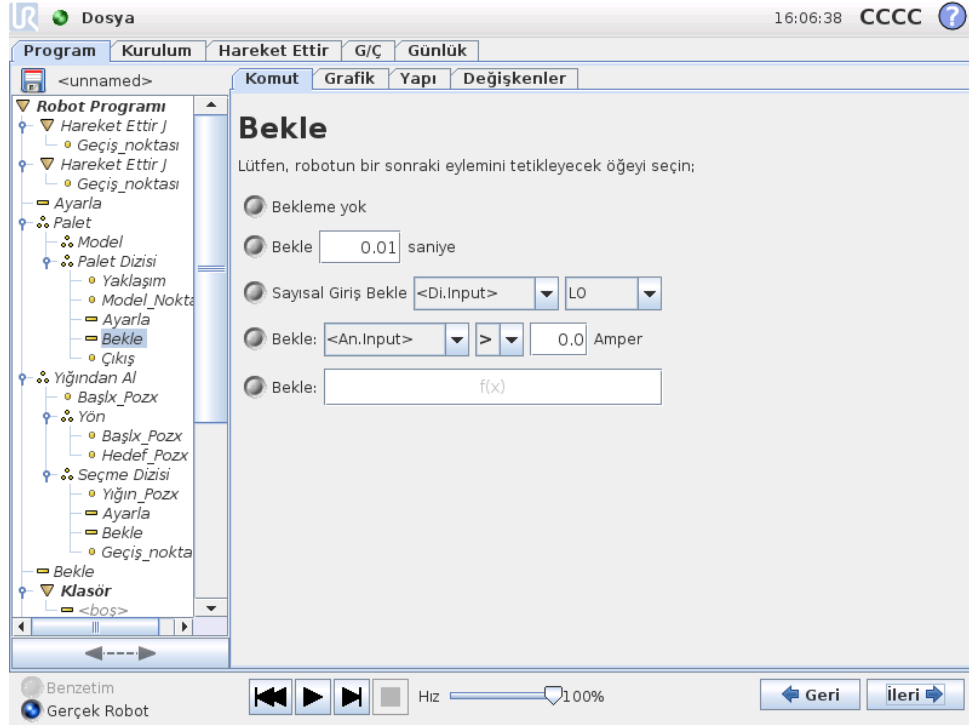 UR Dosya 16:06:38 CCCC ?
Program Kurulum Hareket Ettir G/Ç Günlük
<unnamed>
Komut Grafik Yapı Değişkenler
Robot Programı
Hareket Ettir J
Geçiş_noktası
Hareket Ettir J
Geçiş_noktası
Ayarla
Palet
Model
Palet Dizisi
Yaklaşım
Model_Nokta
Ayarla
Bekle
Çıkış
Yığından Al
Başlx_Pozx
Yön
Başlx_Pozx
Hedef_Pozx
Seçme Dizisi
Yığın_Pozx
Ayarla
Bekle
Geçiş_nokta
Bekle
Klasör
<boş>
Bekle
Lütfen, robotun bir sonraki eylemini tetikleyecek öğeyi seçin;
Bekleme yok
Bekle 0.01 saniye
Sayısal Giriş Bekle <Di.Input> LO
Bekle: <An.Input> > 0.0 Amper
Bekle: f(x)
Benzetim
Gerçek Robot
Hız 100%
Geri İleri